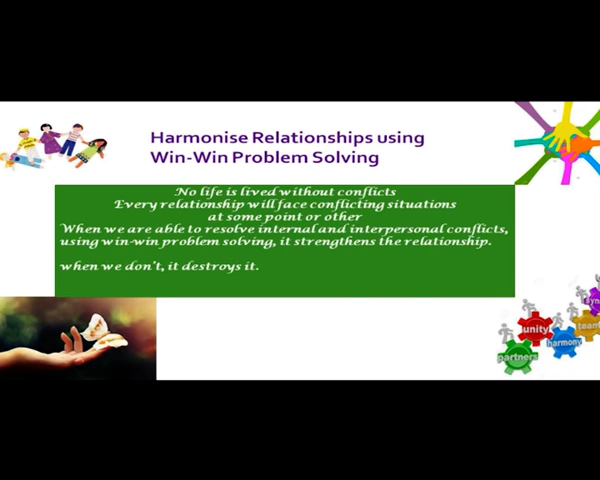 Harmonise Relationships using
Win-Win Problem Solving
No life is lived without conflicts
Every relationship will face conflicting situations
at some point or other
When we are able to resolve internal and interpersonal conflicts,
using win-win problem solving, it strengthens the relationship.
when we don't, it destroys it.
unity
harmony
partners